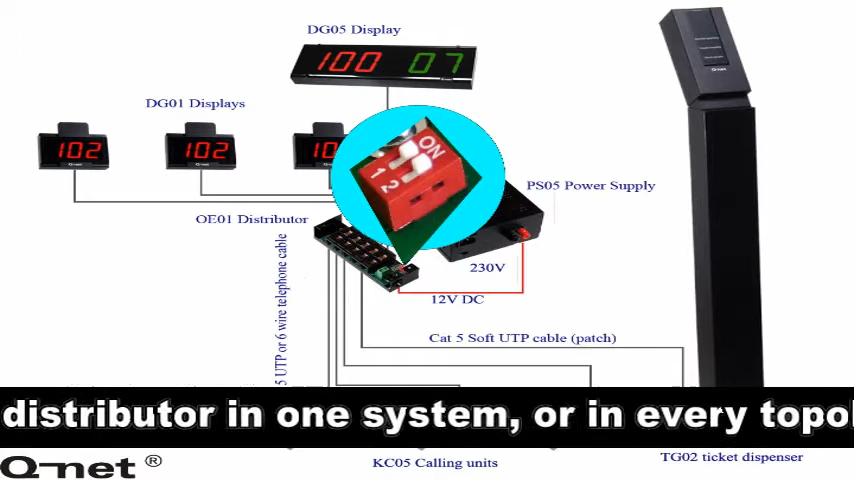 DG05 Display
100 07
DG01 Displays
102 102
ON
1 2
PS05 Power Supply
OE01 Distributor
230V
12V DC
5 UTP or 6 wire telephone cable
Cat 5 Soft UTP cable (patch)
distributor in one system, or in every
Q-net ®
KC05 Calling units
TG02 ticket dispenser